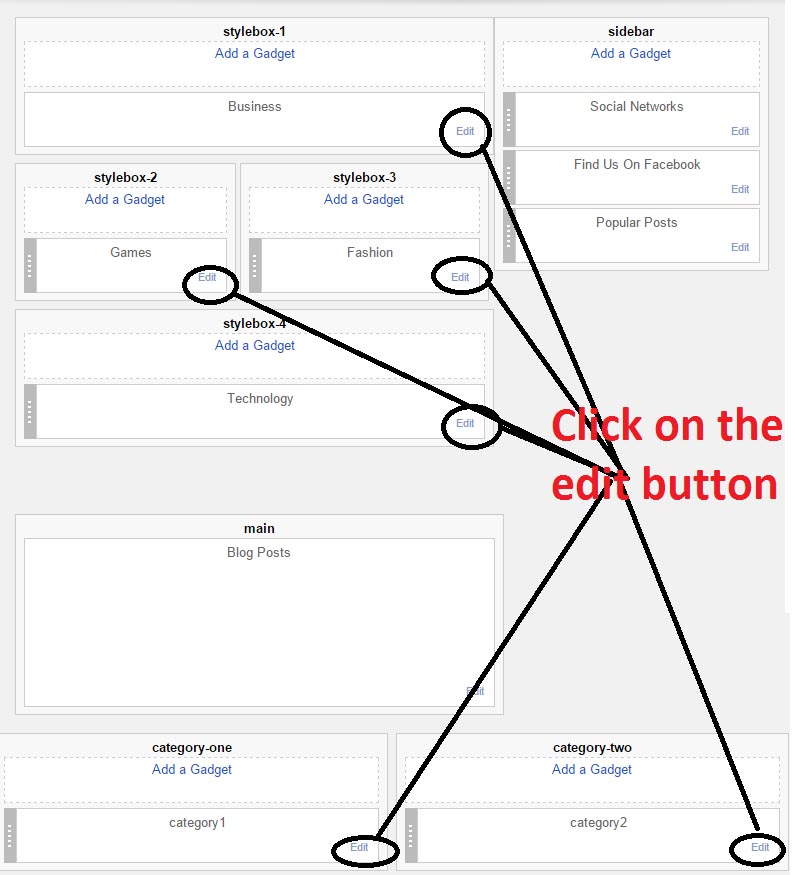 stylebox-1
Add a Gadget
Business
Edit
sidebar
Add a Gadget
Social Networks
Edit
Find Us On Facebook
Edit
Popular Posts
Edit
stylebox-2
Add a Gadget
Games
Edit
stylebox-3
Add a Gadget
Fashion
Edit
stylebox-4
Add a Gadget
Technology
Edit
Click on the
edit button
main
Blog Posts
Edit
category-one
Add a Gadget
category1
Edit
category-two
Add a Gadget
category2
Edit